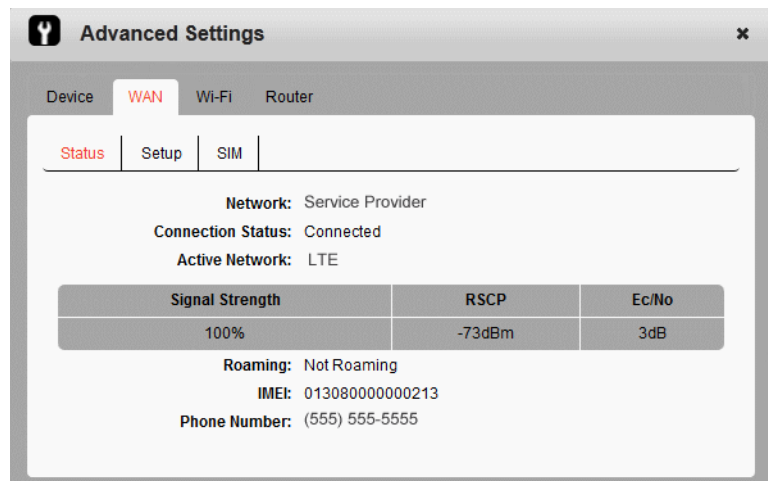 Advanced Settings
Device WAN Wi-Fi Router
Status Setup SIM
Network: Service Provider
Connection Status: Connected
Active Network: LTE
Signal Strength RSCP Ec/No
100% -73dBm 3dB
Roaming: Not Roaming
IMEI: 013080000000213
Phone Number: (555) 555-5555